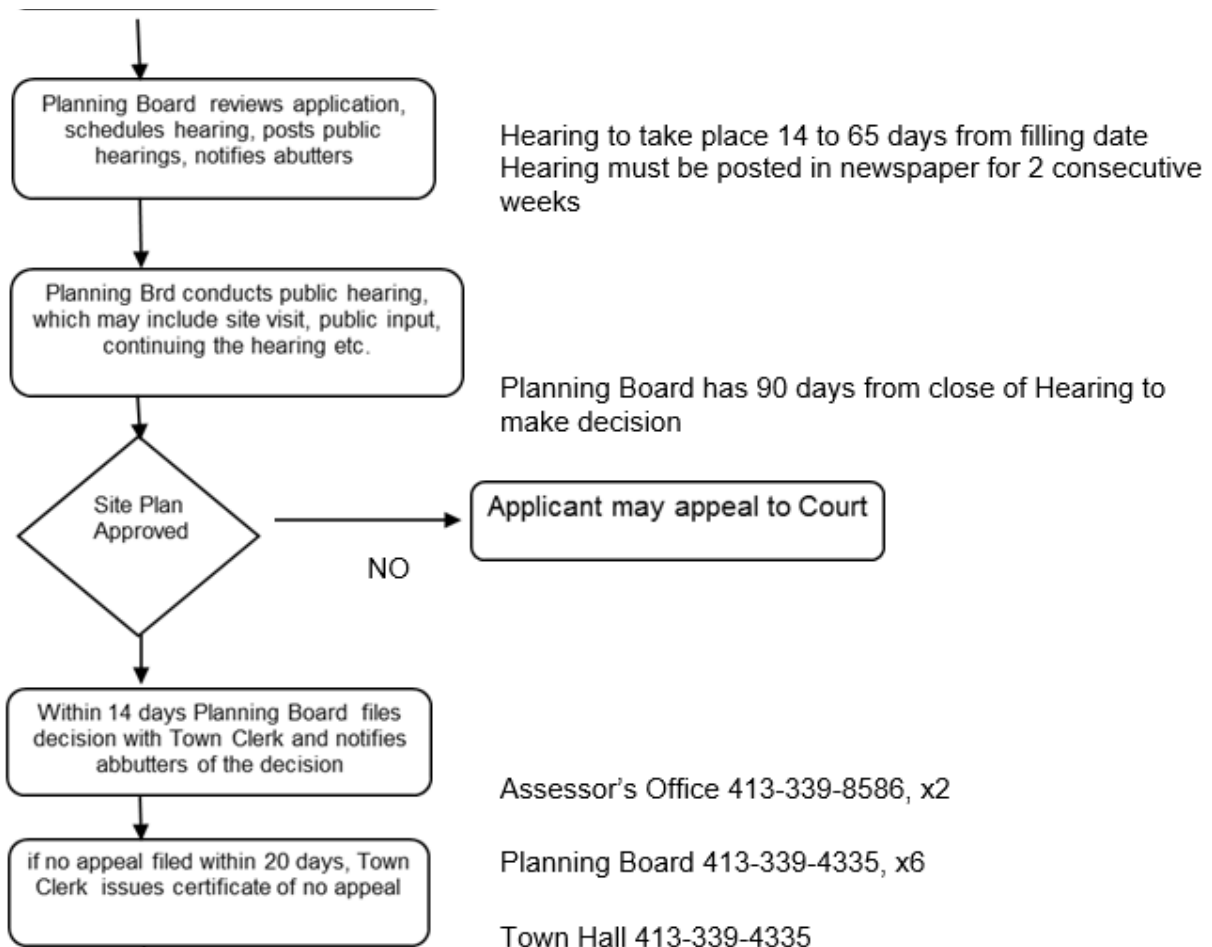 Planning Board reviews application,
schedules hearing, posts public
hearings, notifies abutters
Hearing to take place 14 to 65 days from filling date
Hearing must be posted in newspaper for 2 consecutive
weeks
Planning Brd conducts public hearing,
which may include site visit, public input,
continuing the hearing etc.
Planning Board has 90 days from close of Hearing to
make decision
Site Plan
Approved
NO
Applicant may appeal to Court
Within 14 days Planning Board files
decision with Town Clerk and notifies
abbutters of the decision
Assessor's Office 413-339-8586, x2
if no appeal filed within 20 days, Town
Clerk issues certificate of no appeal
Planning Board 413-339-4335, x6
Town Hall 413-339-4335